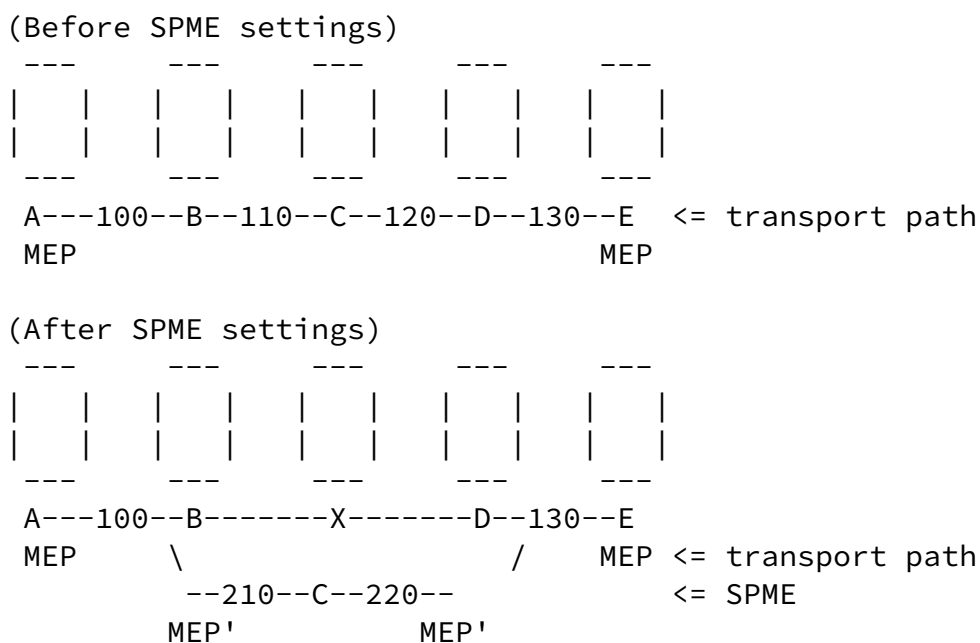 (Before SPME settings)
 ---     ---     ---     ---     ---
|   |   |   |   |   |   |   |   |   |
|   |   |   |   |   |   |   |   |   |
 ---     ---     ---     ---     ---
 A---100--B--110--C--120--D--130--E  <= transport path
 MEP                             MEP

(After SPME settings)
 ---     ---     ---     ---     ---
|   |   |   |   |   |   |   |   |   |
|   |   |   |   |   |   |   |   |   |
 ---     ---     ---     ---     ---
 A---100--B-------X-------D--130--E
 MEP     \                  /    MEP <= transport path
          --210--C--220--            <= SPME
         MEP'          MEP'